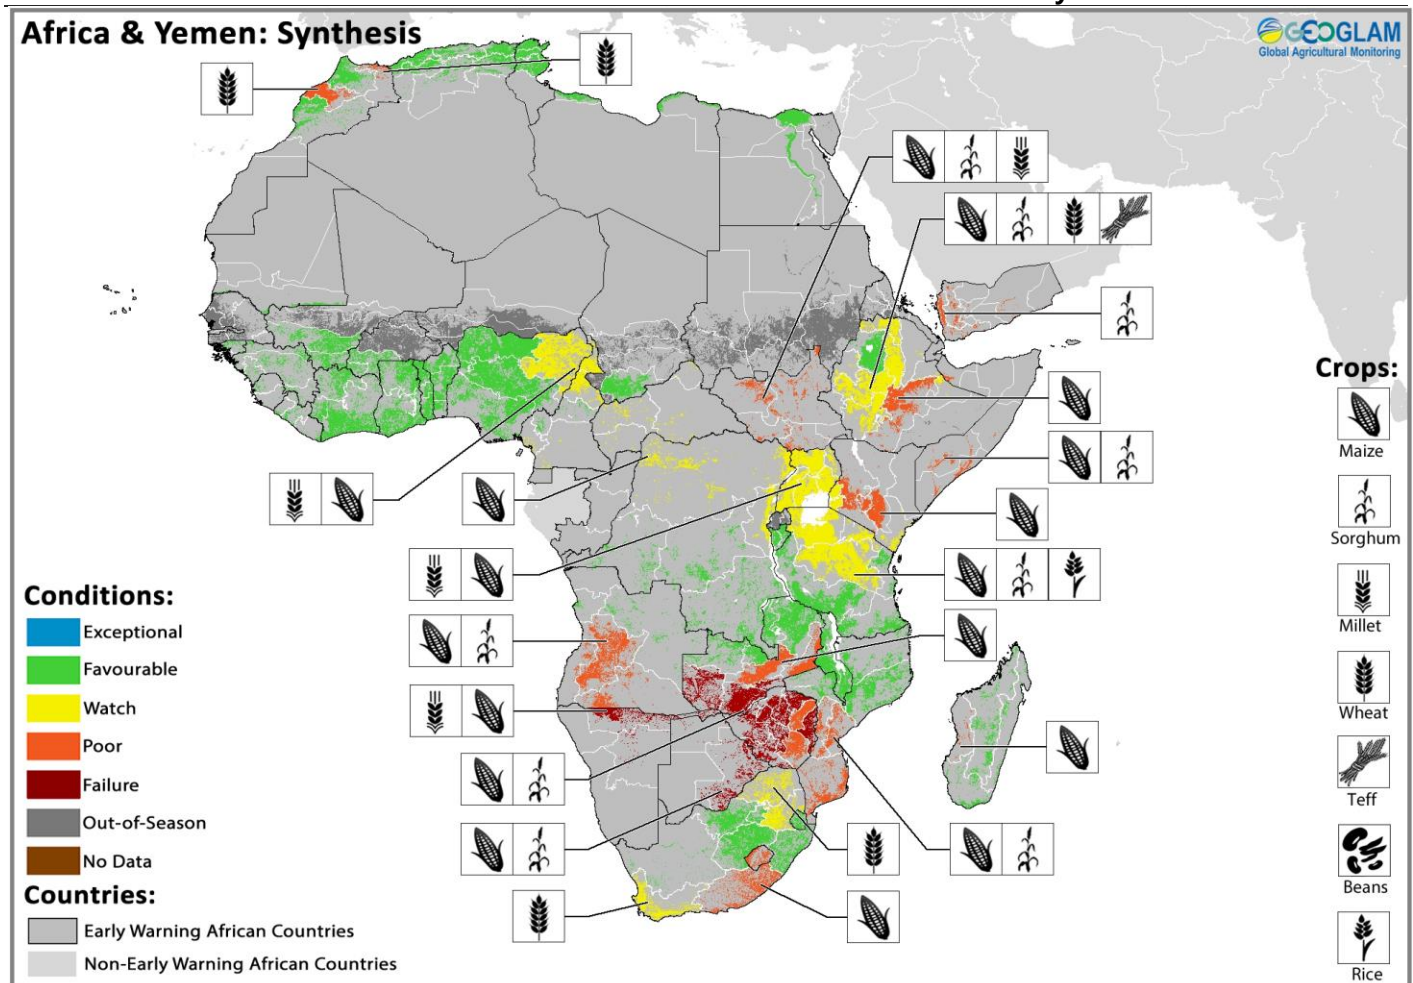 Africa & Yemen: Synthesis
GEOGLAM
Global Agricultural Monitoring
Crops:
Maize
Sorghum
Millet
Wheat
Teff
Beans
Rice
Conditions:
Exceptional
Favourable
Watch
Poor
Failure
Out-of-Season
No Data
Countries:
Early Warning African Countries
Non-Early Warning African Countries